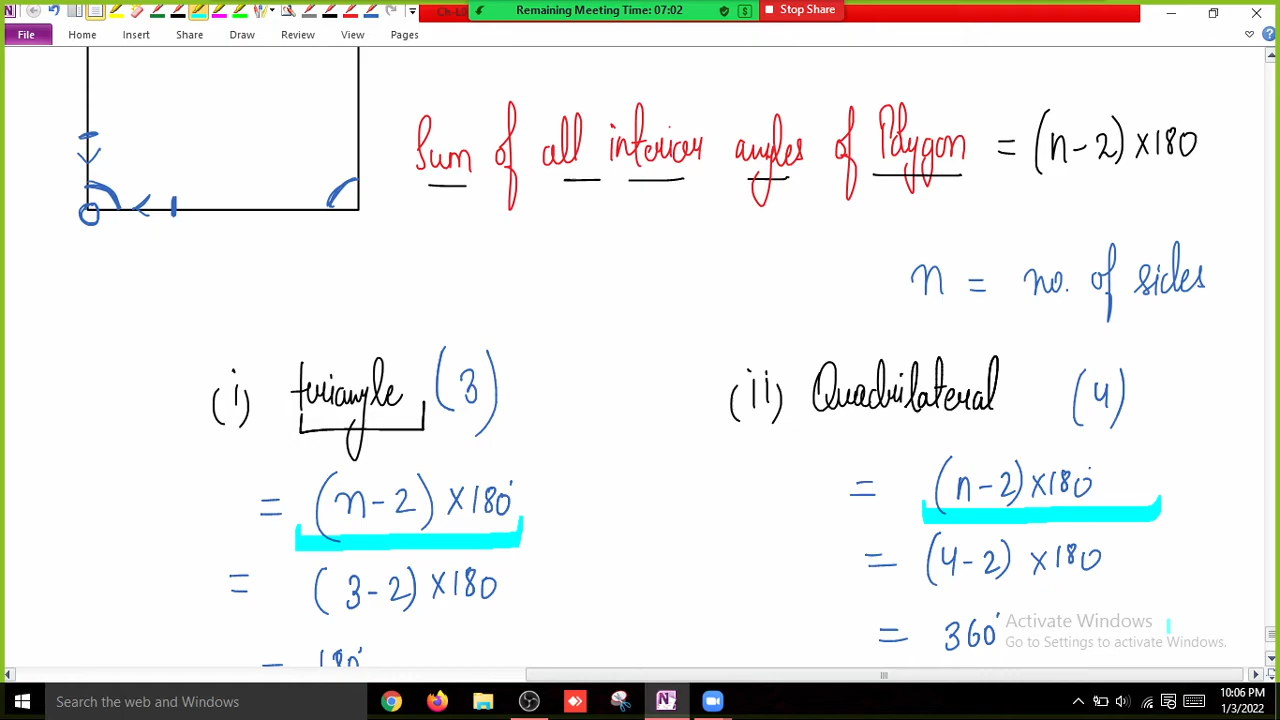 Ch-L
Remaining Meeting Time: 07:02
$
Stop Share
File Home Insert Share Draw Review View Pages
Sum of all interior angles of Polygon = (n-2)×180
n = no. of sides
(i) triangle (3)
(ii) Quadrilateral (4)
= (n-2)×180°
= (n-2)×180°
= (3-2)×180
= (4-2)×180
= 180°
= 360°
Activate Windows
Go to Settings to activate Windows.
Search the web and Windows
10:06 PM
1/3/2022